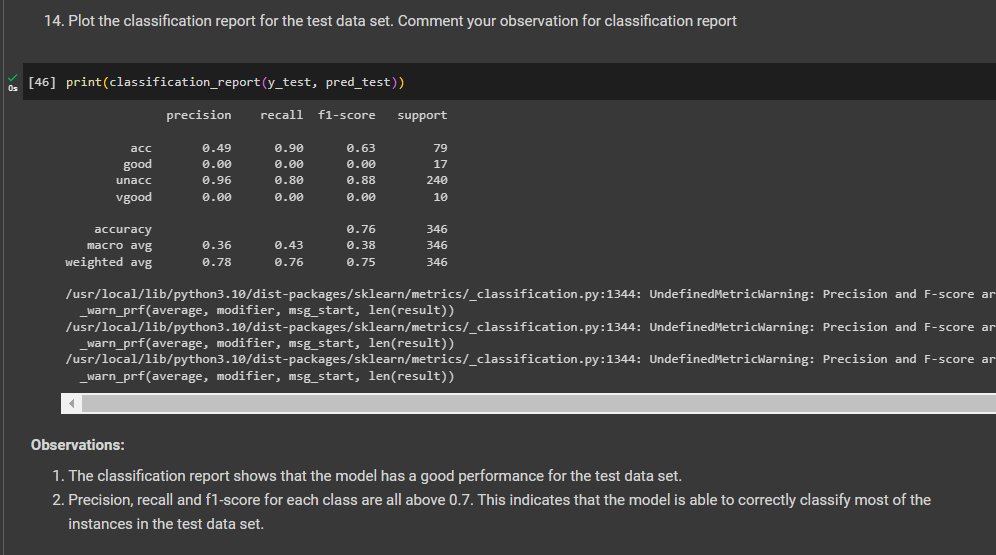 14. Plot the classification report for the test data set. Comment your observation for classification report
0s
[46] print(classification_report(y_test, pred_test))
precision recall f1-score support
acc 0.49 0.90 0.63 79
good 0.00 0.00 0.00 17
unacc 0.96 0.80 0.88 240
vgood 0.00 0.00 0.00 10
accuracy 0.76 346
macro avg 0.36 0.43 0.38 346
weighted avg 0.78 0.76 0.75 346
/usr/local/lib/python3.10/dist-packages/sklearn/metrics/_classification.py:1344: UndefinedMetricWarning: Precision and F-score ar
_warn_prf(average, modifier, msg_start, len(result))
/usr/local/lib/python3.10/dist-packages/sklearn/metrics/_classification.py:1344: UndefinedMetricWarning: Precision and F-score ar
_warn_prf(average, modifier, msg_start, len(result))
/usr/local/lib/python3.10/dist-packages/sklearn/metrics/_classification.py:1344: UndefinedMetricWarning: Precision and F-score ar
_warn_prf(average, modifier, msg_start, len(result))
Observations:
1. The classification report shows that the model has a good performance for the test data set.
2. Precision, recall and f1-score for each class are all above 0.7. This indicates that the model is able to correctly classify most of the
instances in the test data set.